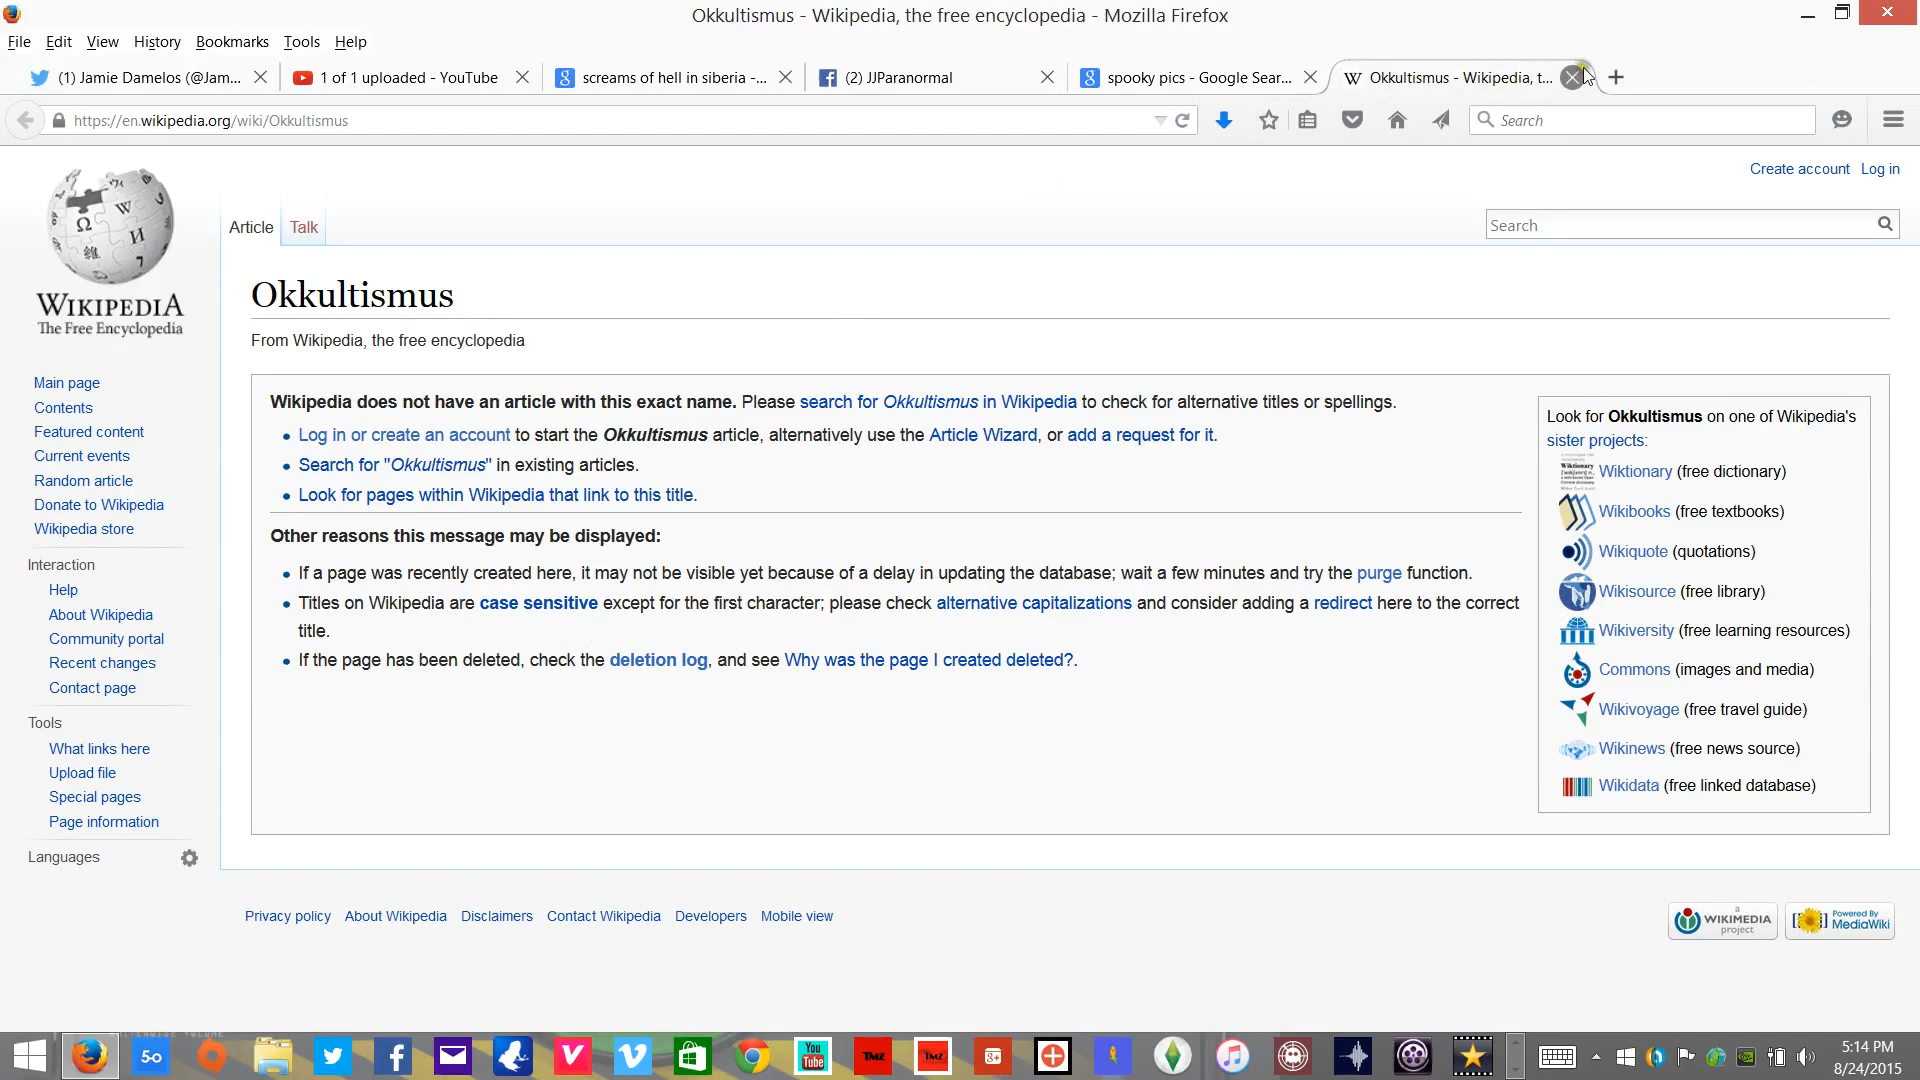 Okkultismus - Wikipedia, the free encyclopedia - Mozilla Firefox
File Edit View History Bookmarks Tools Help
(1) Jamie Damelos (@Jam... 1 of 1 uploaded - YouTube screams of hell in siberia -... (2) JJParanormal spooky pics - Google Sear... Okkultismus - Wikipedia, t...
https://en.wikipedia.org/wiki/Okkultismus Search
Create account Log in
Article Talk Search
WIKIPEDIA
The Free Encyclopedia
Main page
Contents
Featured content
Current events
Random article
Donate to Wikipedia
Wikipedia store
Interaction
Help
About Wikipedia
Community portal
Recent changes
Contact page
Tools
What links here
Upload file
Special pages
Page information
Languages
Okkultismus
From Wikipedia, the free encyclopedia
Wikipedia does not have an article with this exact name. Please search for Okkultismus in Wikipedia to check for alternative titles or spellings.
Log in or create an account to start the Okkultismus article, alternatively use the Article Wizard, or add a request for it.
Search for "Okkultismus" in existing articles.
Look for pages within Wikipedia that link to this title.
Other reasons this message may be displayed:
If a page was recently created here, it may not be visible yet because of a delay in updating the database; wait a few minutes and try the purge function.
Titles on Wikipedia are case sensitive except for the first character; please check alternative capitalizations and consider adding a redirect here to the correct
title.
If the page has been deleted, check the deletion log, and see Why was the page I created deleted?.
Look for Okkultismus on one of Wikipedia's
sister projects:
Wiktionary (free dictionary)
Wikibooks (free textbooks)
Wikiquote (quotations)
Wikisource (free library)
Wikiversity (free learning resources)
Commons (images and media)
Wikivoyage (free travel guide)
Wikinews (free news source)
Wikidata (free linked database)
Privacy policy About Wikipedia Disclaimers Contact Wikipedia Developers Mobile view
a
WIKIMEDIA
project
Powered By
MediaWiki
5-0
You
Tube
TMZ
TMZ
5:14 PM
8/24/2015